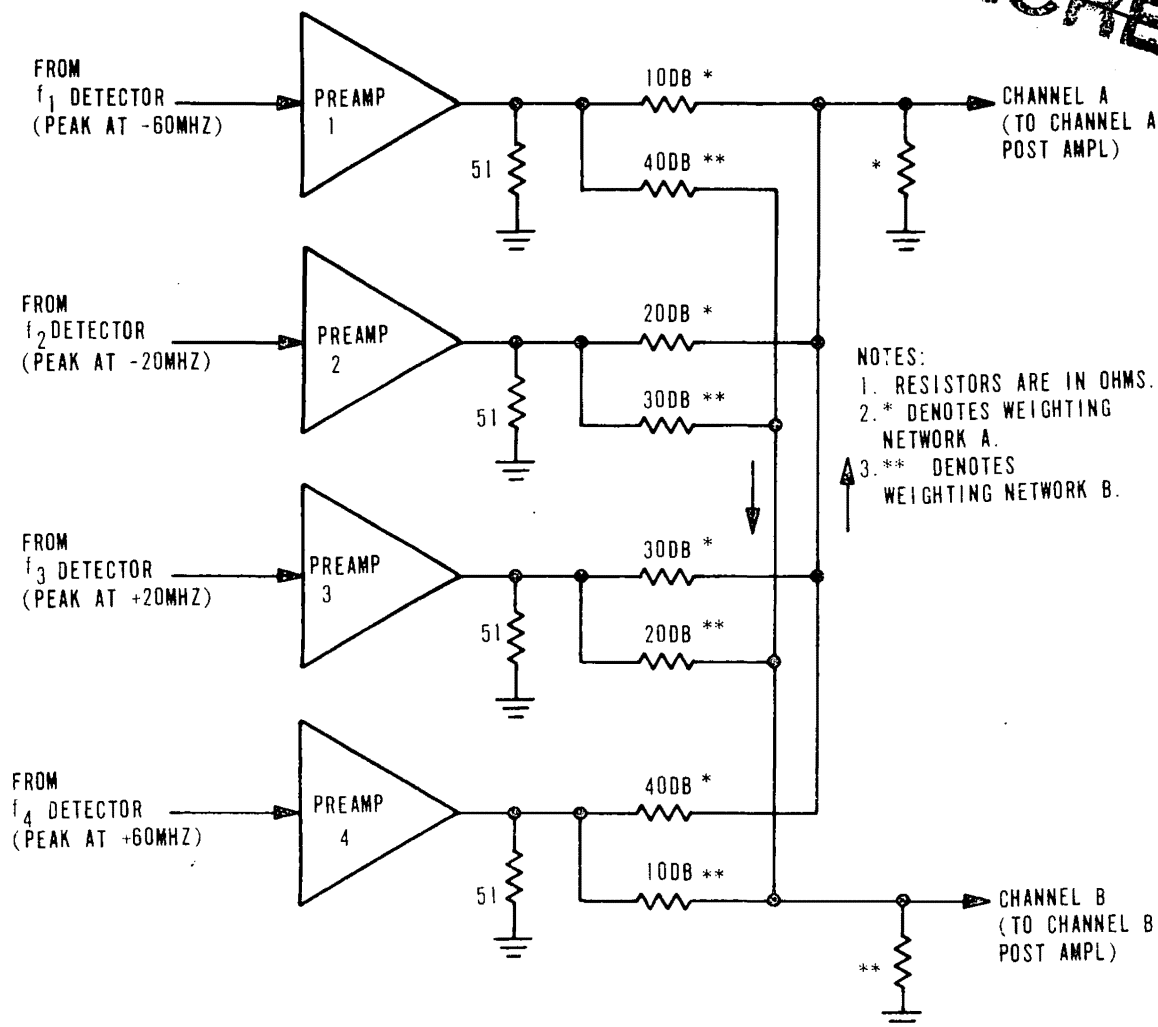 FROM
f1 DETECTOR
(PEAK AT -60MHZ)
PREAMP
1
51
10DB *
40DB **
*
CHANNEL A
(TO CHANNEL A
POST AMPL)
FROM
f2 DETECTOR
(PEAK AT -20MHZ)
PREAMP
2
51
20DB *
30DB **
NOTES:
1. RESISTORS ARE IN OHMS.
2.* DENOTES WEIGHTING
NETWORK A.
3.** DENOTES
WEIGHTING NETWORK B.
FROM
f3 DETECTOR
(PEAK AT +20MHZ)
PREAMP
3
51
30DB *
20DB **
FROM
f4 DETECTOR
(PEAK AT +60MHZ)
PREAMP
4
51
40DB *
10DB **
**
CHANNEL B
(TO CHANNEL B
POST AMPL)